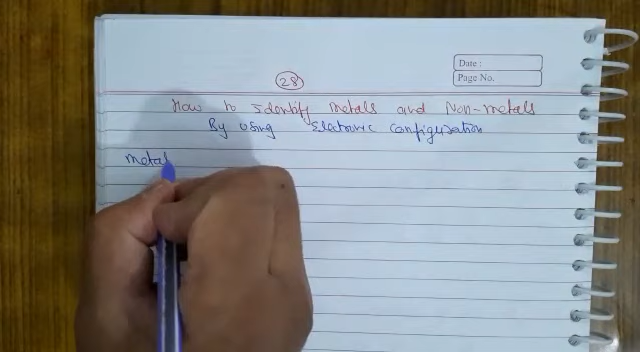 Date :
28
Page No.
How to Identify metals and Non-metals
By using Electronic configuration
metal